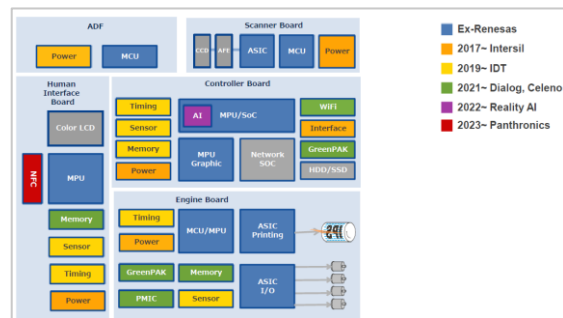 ADF
Power
MCU
Scanner Board
CCD
AFE
ASIC
MCU
Power
Human
Interface
Board
Color LCD
NFC
MPU
Memory
Sensor
Timing
Power
Controller Board
Timing
Sensor
Memory
Power
AI
MPU/SoC
MPU
Graphic
Network
SOC
WiFi
Interface
GreenPAK
HDD/SSD
Engine Board
Timing
Power
MCU/MPU
ASIC
Printing
GreenPAK
Memory
PMIC
Sensor
ASIC
I/O
Ex-Renesas
2017~ Intersil
2019~ IDT
2021~ Dialog, Celeno
2022~ Reality AI
2023~ Panthronics